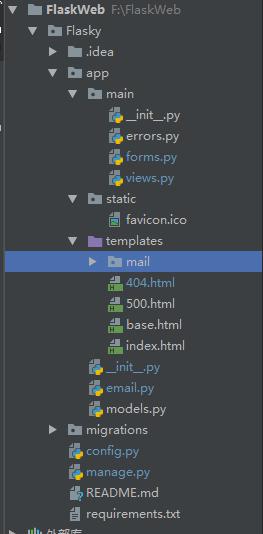 FlaskWeb F:\FlaskWeb
Flasky
.idea
app
main
__init__.py
errors.py
forms.py
views.py
static
favicon.ico
templates
mail
404.html
500.html
base.html
index.html
__init__.py
email.py
models.py
migrations
config.py
manage.py
README.md
requirements.txt
外部库